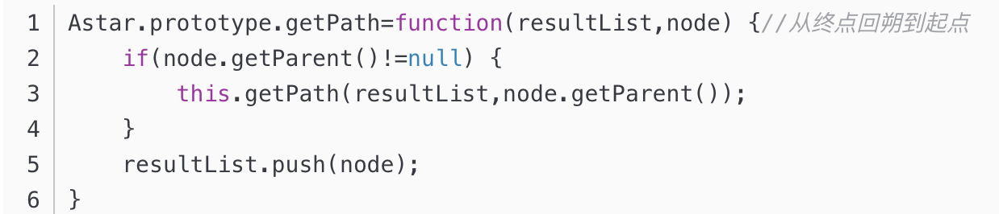 1 Astar.prototype.getPath=function(resultList,node) {//从终点回朔到起点
2     if(node.getParent()!=null) {
3         this.getPath(resultList,node.getParent());
4     }
5     resultList.push(node);
6 }